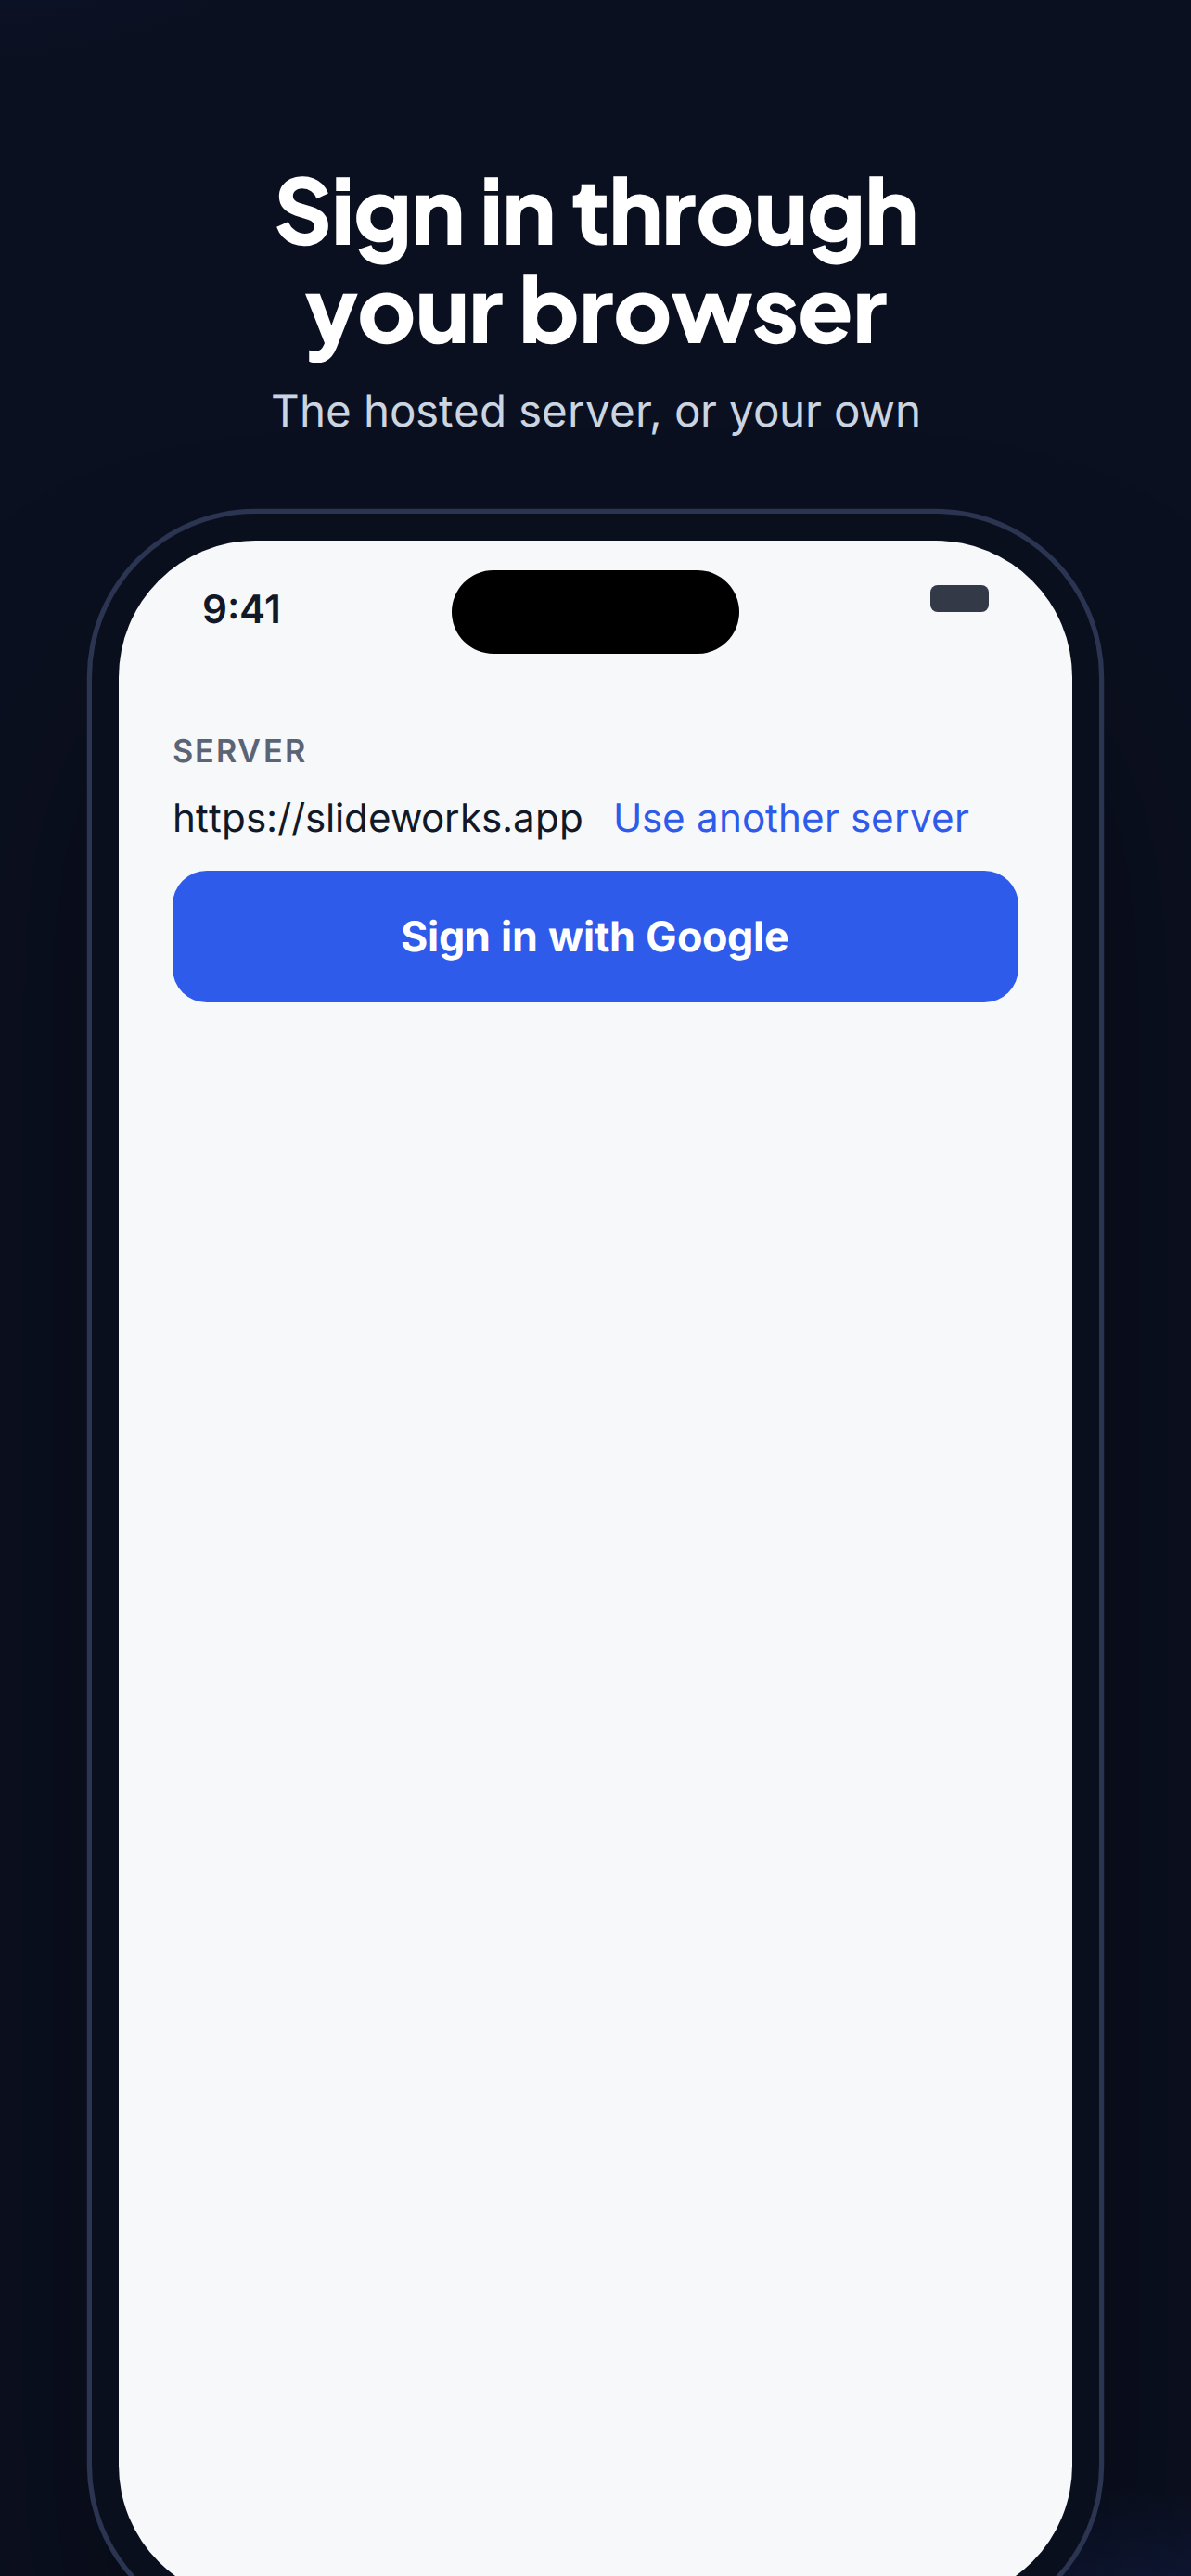 Sign in through
your browser
The hosted server, or your own
9:41
SERVER
https://slideworks.app Use another server
Sign in with Google